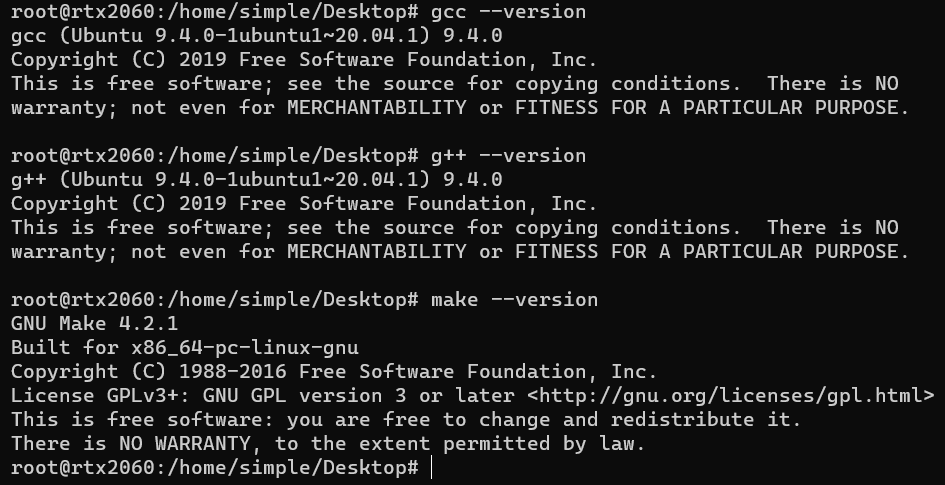 root@rtx2060:/home/simple/Desktop# gcc --version
gcc (Ubuntu 9.4.0-1ubuntu1~20.04.1) 9.4.0
Copyright (C) 2019 Free Software Foundation, Inc.
This is free software; see the source for copying conditions.  There is NO
warranty; not even for MERCHANTABILITY or FITNESS FOR A PARTICULAR PURPOSE.

root@rtx2060:/home/simple/Desktop# g++ --version
g++ (Ubuntu 9.4.0-1ubuntu1~20.04.1) 9.4.0
Copyright (C) 2019 Free Software Foundation, Inc.
This is free software; see the source for copying conditions.  There is NO
warranty; not even for MERCHANTABILITY or FITNESS FOR A PARTICULAR PURPOSE.

root@rtx2060:/home/simple/Desktop# make --version
GNU Make 4.2.1
Built for x86_64-pc-linux-gnu
Copyright (C) 1988-2016 Free Software Foundation, Inc.
License GPLv3+: GNU GPL version 3 or later <http://gnu.org/licenses/gpl.html>
This is free software: you are free to change and redistribute it.
There is NO WARRANTY, to the extent permitted by law.
root@rtx2060:/home/simple/Desktop#